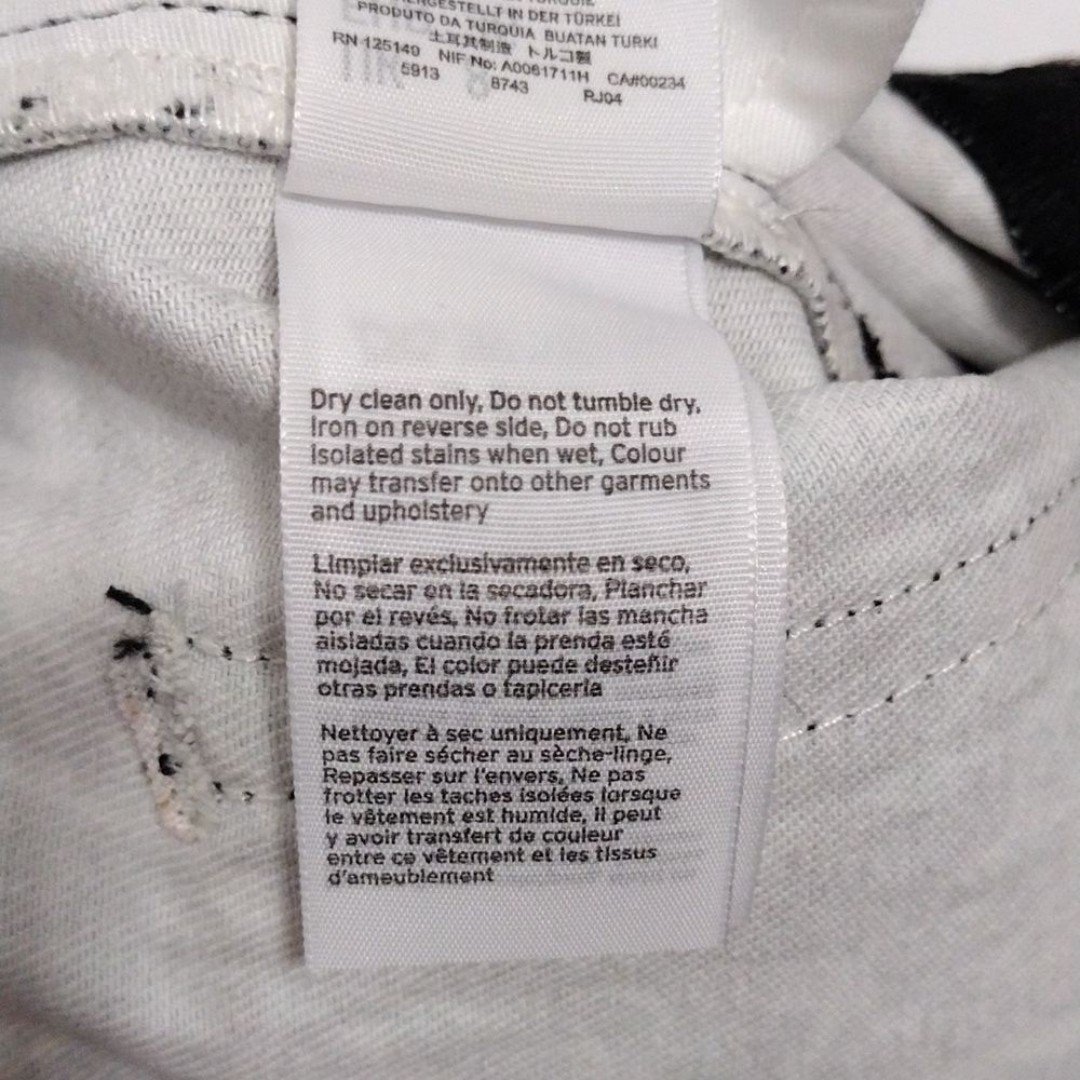 HERGESTELLT IN DER TÜRKEI
PRODUTO DA TURQUIA BUATAN TURKI
土耳其制造 トルコ製
RN 125149 NIF No: A0061711H CA#00234
5913 8743 RJ04
Dry clean only, Do not tumble dry,
Iron on reverse side, Do not rub
isolated stains when wet, Colour
may transfer onto other garments
and upholstery
Limpiar exclusivamente en seco,
No secar en la secadora, Planchar
por el revés, No frotar las mancha
aisladas cuando la prenda esté
mojada, El color puede desteñir
otras prendas o tapiceria
Nettoyer à sec uniquement, Ne
pas faire sécher au sèche-linge,
Repasser sur l'envers, Ne pas
frotter les taches isolées lorsque
le vêtement est humide, il peut
y avoir transfert de couleur
entre ce vêtement et les tissus
d'ameublement